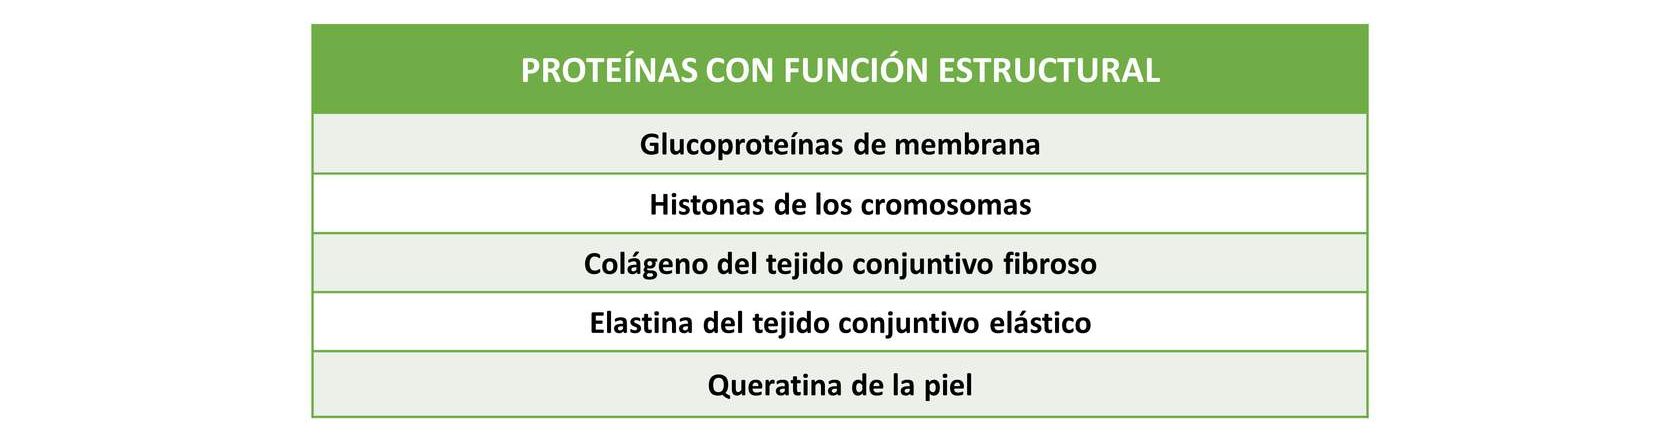 PROTEÍNAS CON FUNCIÓN ESTRUCTURAL
Glucoproteínas de membrana
Histonas de los cromosomas
Colágeno del tejido conjuntivo fibroso
Elastina del tejido conjuntivo elástico
Queratina de la piel